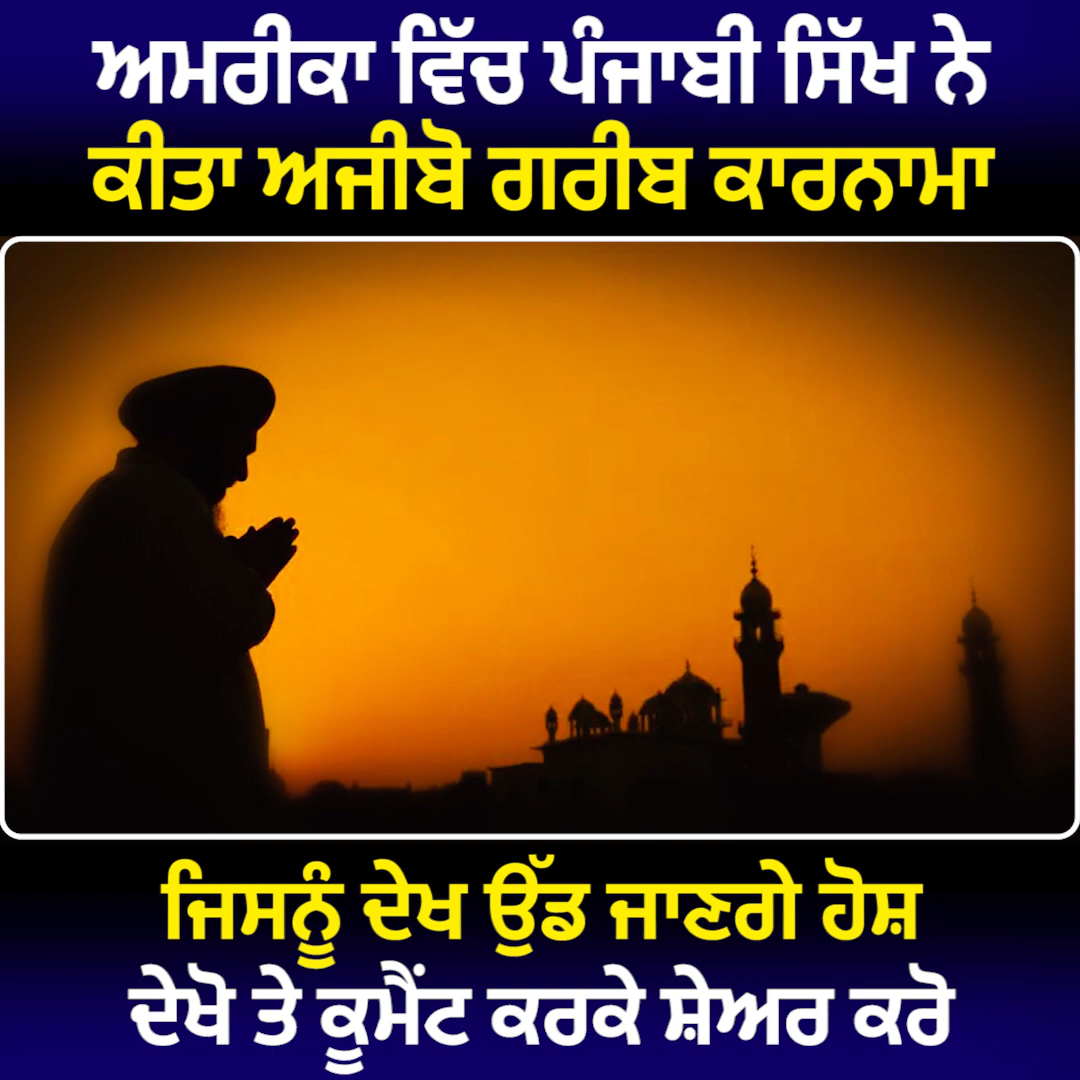 ਅਮਰੀਕਾ ਵਿੱਚ ਪੰਜਾਬੀ ਸਿੱਖ ਨੇ
ਕੀਤਾ ਅਜੀਬੋ ਗਰੀਬ ਕਾਰਨਾਮਾ
ਜਿਸਨੂੰ ਦੇਖ ਉੱਡ ਜਾਣਗੇ ਹੋਸ਼
ਦੇਖੋ ਤੇ ਕੂਮੈਂਟ ਕਰਕੇ ਸ਼ੇਅਰ ਕਰੋ